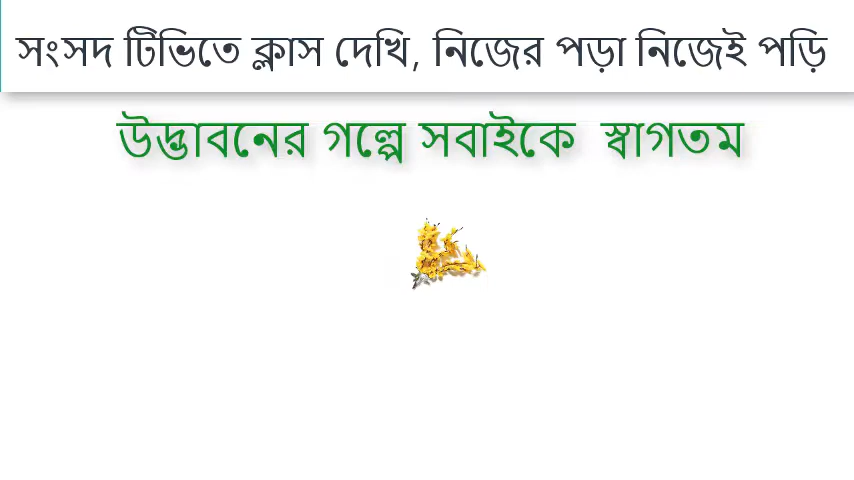 সংসদ টিভিতে ক্লাস দেখি, নিজের পড়া নিজেই পড়ি
উদ্ভাবনের গল্পে সবাইকে স্বাগতম